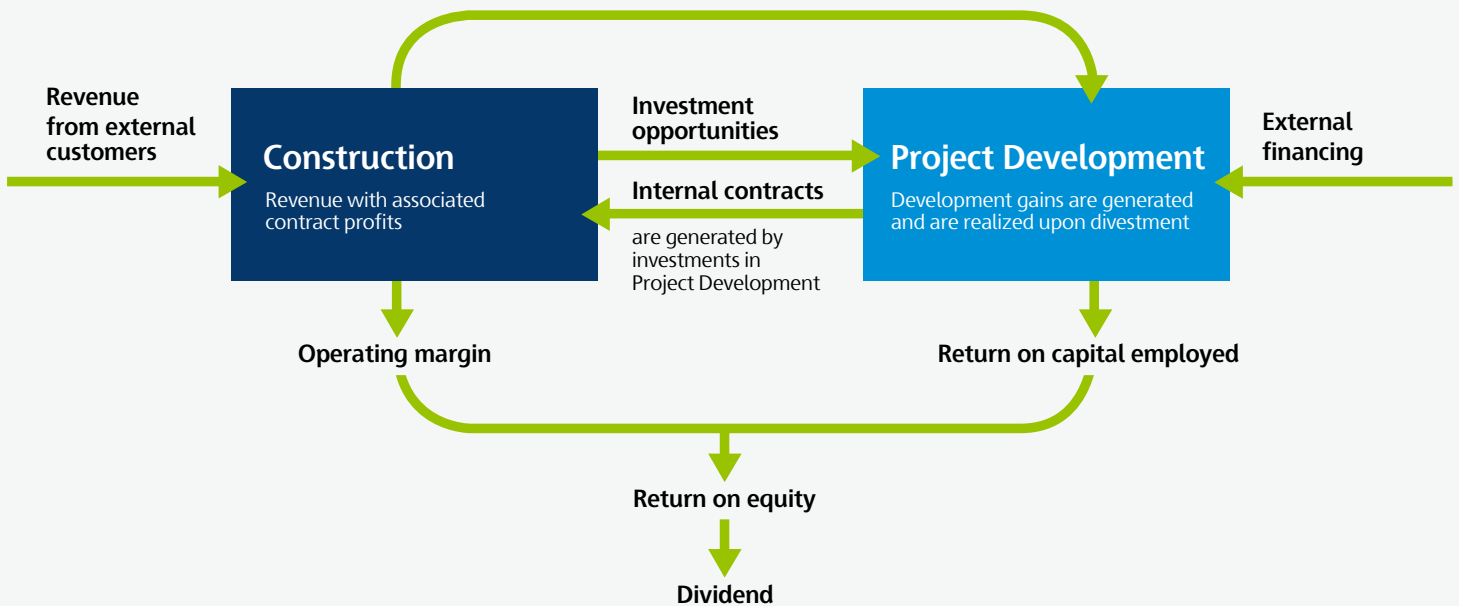 Revenue
from external
customers
Construction
Revenue with associated
contract profits
Investment
opportunities
Internal contracts
are generated by
investments in
Project Development
Project Development
Development gains are generated
and are realized upon divestment
External
financing
Operating margin
Return on capital employed
Return on equity
Dividend